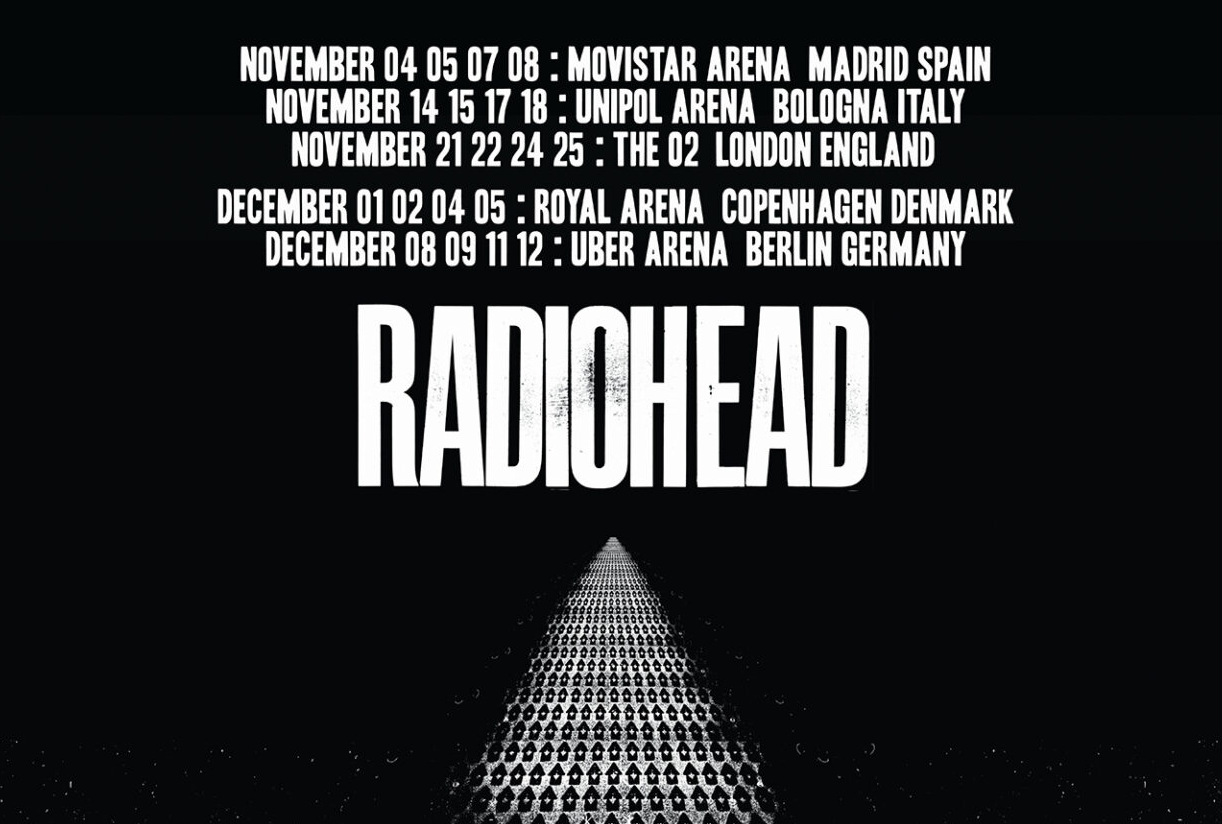 NOVEMBER 04 05 07 08 : MOVISTAR ARENA MADRID SPAIN
NOVEMBER 14 15 17 18 : UNIPOL ARENA BOLOGNA ITALY
NOVEMBER 21 22 24 25 : THE O2 LONDON ENGLAND
DECEMBER 01 02 04 05 : ROYAL ARENA COPENHAGEN DENMARK
DECEMBER 08 09 11 12 : UBER ARENA BERLIN GERMANY
RADIOHEAD